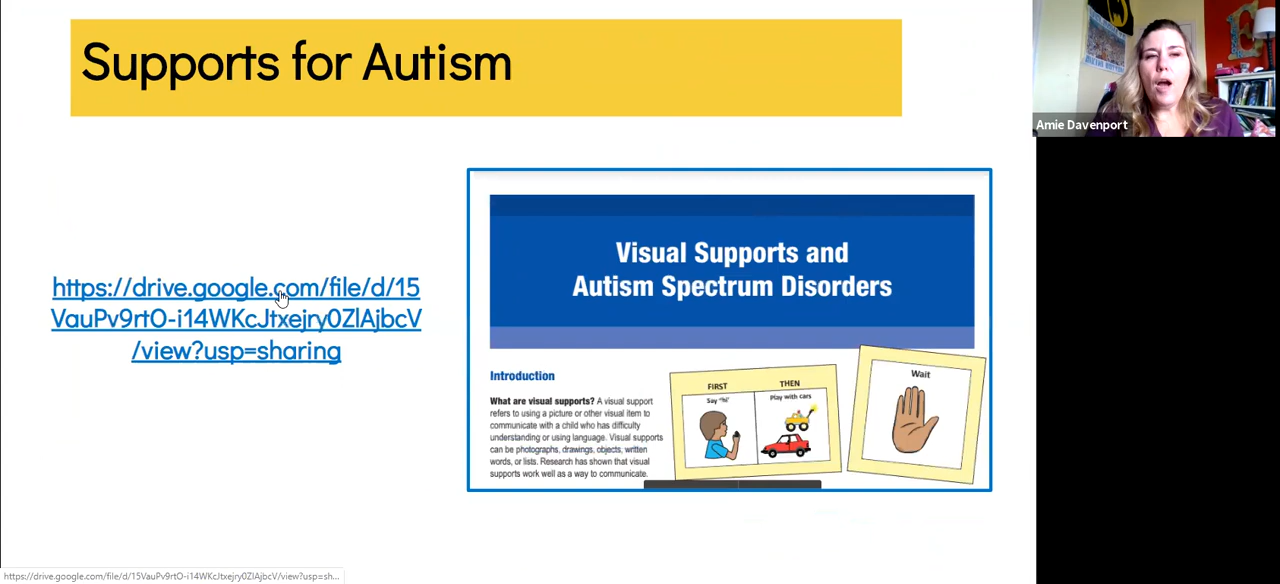 Supports for Autism
Amie Davenport
https://drive.google.com/file/d/15
VauPv9rtO-i14WKcJtxejry0ZlAjbcV
/view?usp=sharing
Visual Supports and
Autism Spectrum Disorders
Introduction
What are visual supports? A visual support
refers to using a picture or other visual item to
communicate with a child who has difficulty
understanding or using language. Visual supports
can be photographs, drawings, objects, written
words, or lists. Research has shown that visual
supports work well as a way to communicate.
FIRST
Say "hi"
THEN
Play with cars
Wait
https://drive.google.com/file/d/15VauPv9rtO-i14WKcJtxejry0ZlAjbcV/view?usp=sh...